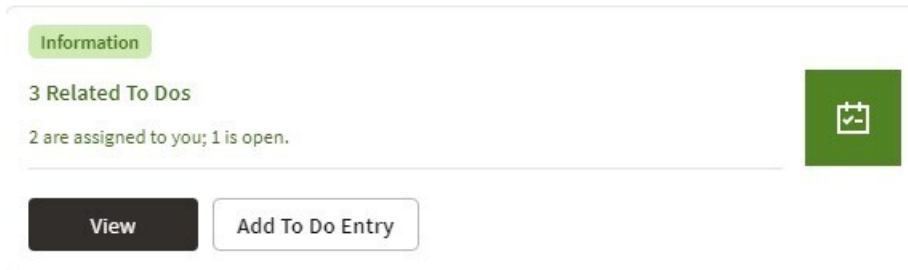 Information
3 Related To Dos
2 are assigned to you; 1 is open.
View
Add To Do Entry